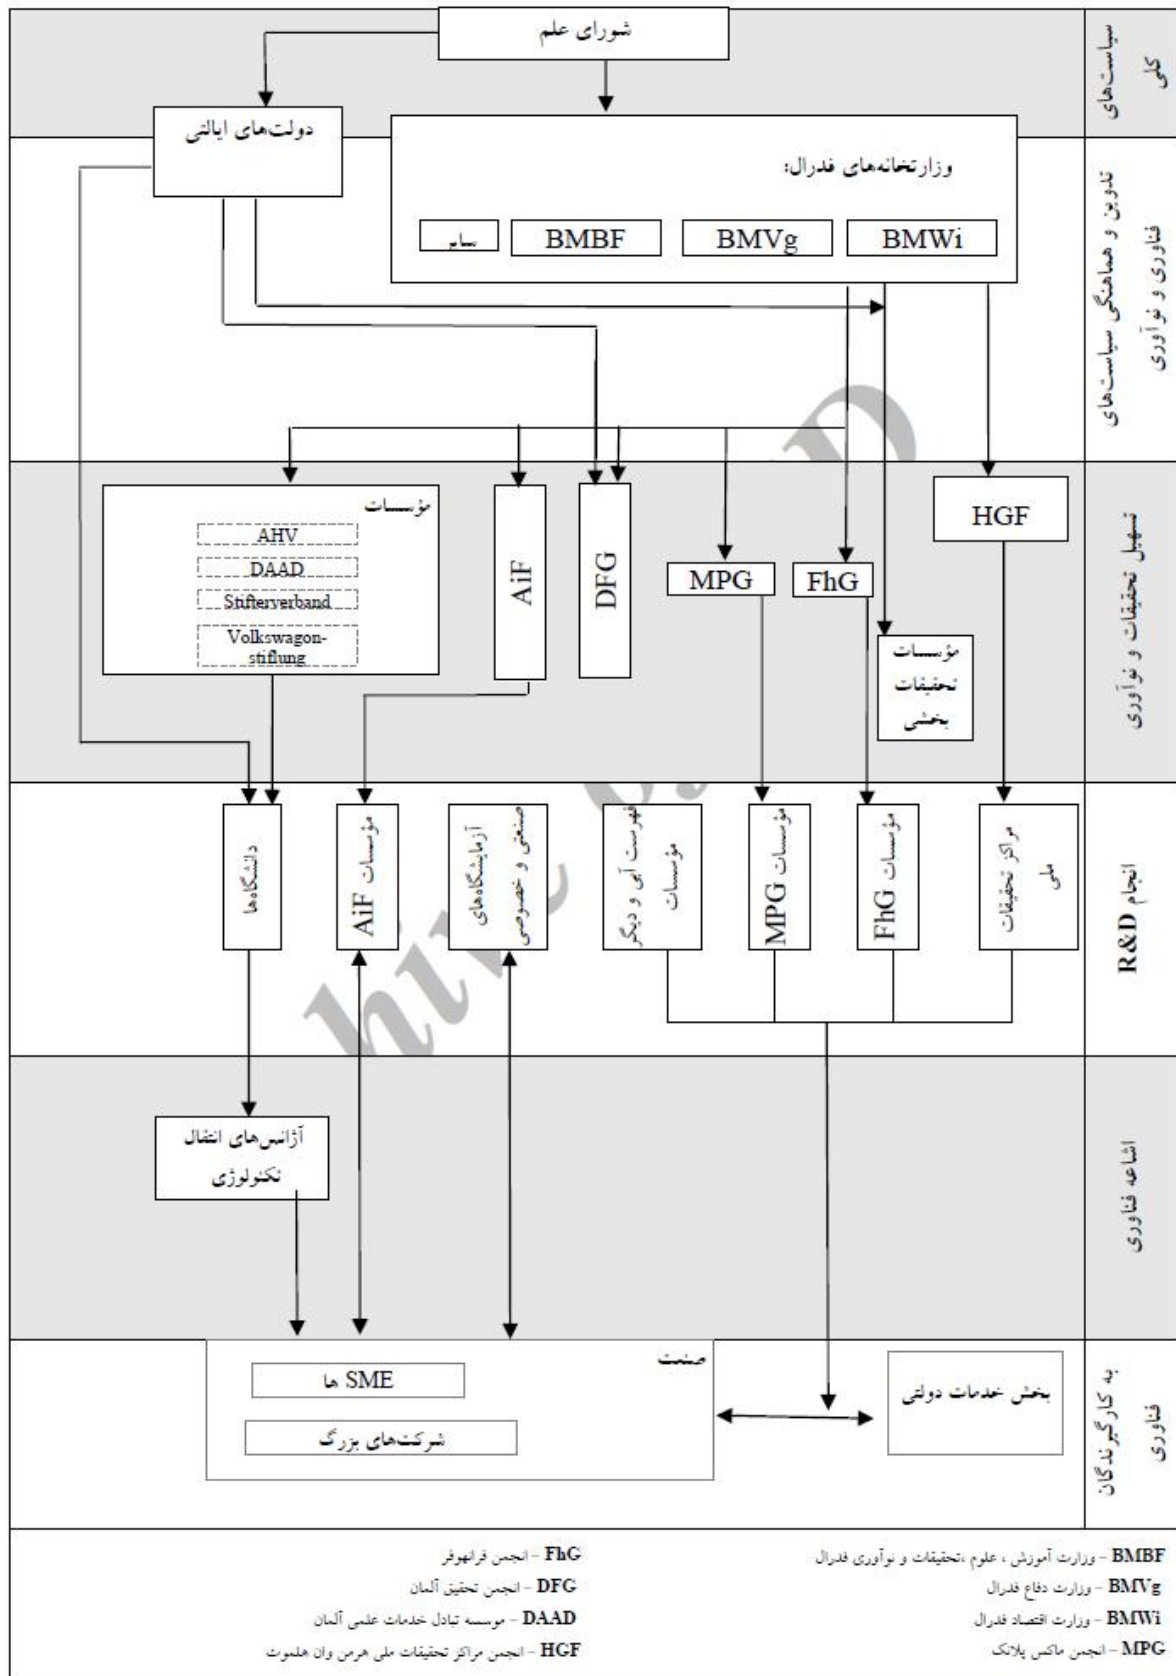 شورای علم
دولت‌های ایالتی
وزارتخانه‌های فدرال:
BMWi
BMVg
BMBF
سایر
سیاست‌های
کلی
تدوین و هماهنگی سیاست‌های
فناوری و نوآوری
HGF
FhG
MPG
DFG
AiF
مؤسسات
AHV
DAAD
Stifterverband
Volkswagon-
stiflung
مؤسسات
تحقیقات
بخشی
تسهیل تحقیقات و نوآوری
مراکز تحقیقات
ملی
مؤسسات FhG
مؤسسات MPG
مؤسسات
فهرست آبی و دیگر
آزمایشگاه‌های
صنعتی و خصوصی
مؤسسات AiF
دانشگاه‌ها
انجام
R&D
آژانس‌های انتقال
تکنولوژی
اشاعه فناوری
صنعت
SME ها
شرکت‌های بزرگ
بخش خدمات دولتی
به کارگیرندگان
فناوری
BMBF – وزارت آموزش ، علوم ،تحقیقات و نوآوری فدرال
BMVg – وزارت دفاع فدرال
BMWi – وزارت اقتصاد فدرال
MPG – انجمن ماکس پلانک
FhG – انجمن فرانهوفر
DFG – انجمن تحقیق آلمان
DAAD – موسسه تبادل خدمات علمی آلمان
HGF – انجمن مراکز تحقیقات ملی هرمن وان هلموت